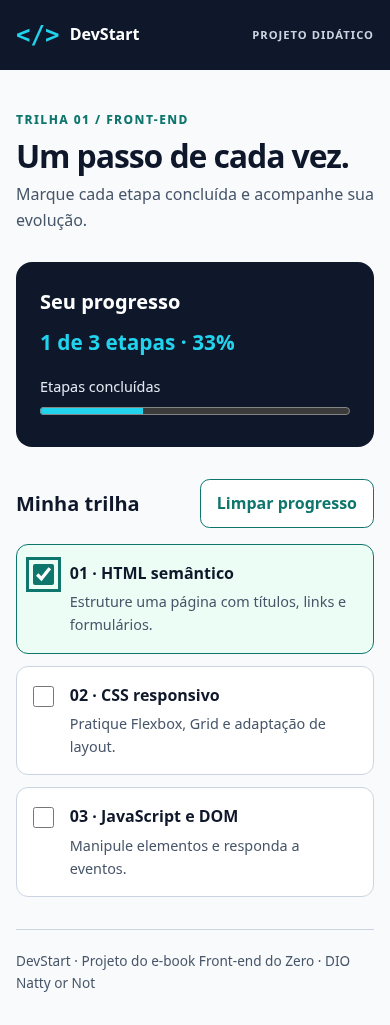 </> DevStart
PROJETO DIDÁTICO
TRILHA 01 / FRONT-END
Um passo de cada vez.
Marque cada etapa concluída e acompanhe sua
evolução.
Seu progresso
1 de 3 etapas · 33%
Etapas concluídas
Minha trilha
Limpar progresso
01 · HTML semântico
Estruture uma página com títulos, links e
formulários.
02 · CSS responsivo
Pratique Flexbox, Grid e adaptação de
layout.
03 · JavaScript e DOM
Manipule elementos e responda a
eventos.
DevStart · Projeto do e-book Front-end do Zero · DIO
Natty or Not